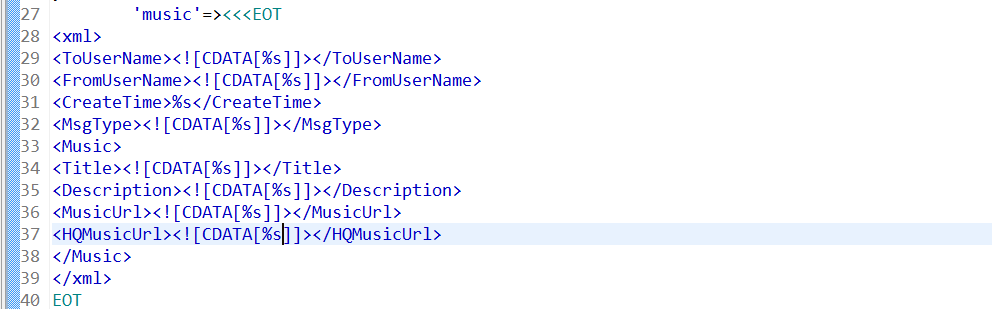 27 'music'=><<<EOT
28 <xml>
29 <ToUserName><![CDATA[%s]]></ToUserName>
30 <FromUserName><![CDATA[%s]]></FromUserName>
31 <CreateTime>%s</CreateTime>
32 <MsgType><![CDATA[%s]]></MsgType>
33 <Music>
34 <Title><![CDATA[%s]]></Title>
35 <Description><![CDATA[%s]]></Description>
36 <MusicUrl><![CDATA[%s]]></MusicUrl>
37 <HQMusicUrl><![CDATA[%s]]></HQMusicUrl>
38 </Music>
39 </xml>
40 EOT